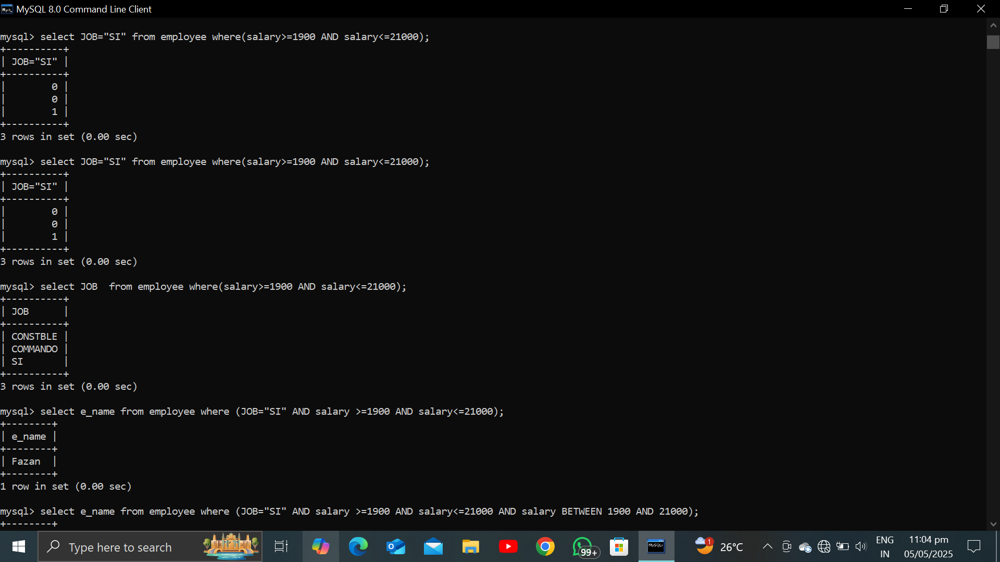 MySQL 8.0 Command Line Client
mysql> select JOB="SI" from employee where(salary>=1900 AND salary<=21000);
+----------+
| JOB="SI" |
+----------+
|        0 |
|        0 |
|        1 |
+----------+
3 rows in set (0.00 sec)
mysql> select JOB="SI" from employee where(salary>=1900 AND salary<=21000);
+----------+
| JOB="SI" |
+----------+
|        0 |
|        0 |
|        1 |
+----------+
3 rows in set (0.00 sec)
mysql> select JOB  from employee where(salary>=1900 AND salary<=21000);
+----------+
| JOB      |
+----------+
| CONSTBLE |
| COMMANDO |
| SI       |
+----------+
3 rows in set (0.00 sec)
mysql> select e_name from employee where (JOB="SI" AND salary >=1900 AND salary<=21000);
+--------+
| e_name |
+--------+
| Fazan  |
+--------+
1 row in set (0.00 sec)
mysql> select e_name from employee where (JOB="SI" AND salary >=1900 AND salary<=21000 AND salary BETWEEN 1900 AND 21000);
+--------+
Type here to search
99+
MySQL>
1
26°C
ENG
IN
11:04 pm
05/05/2025